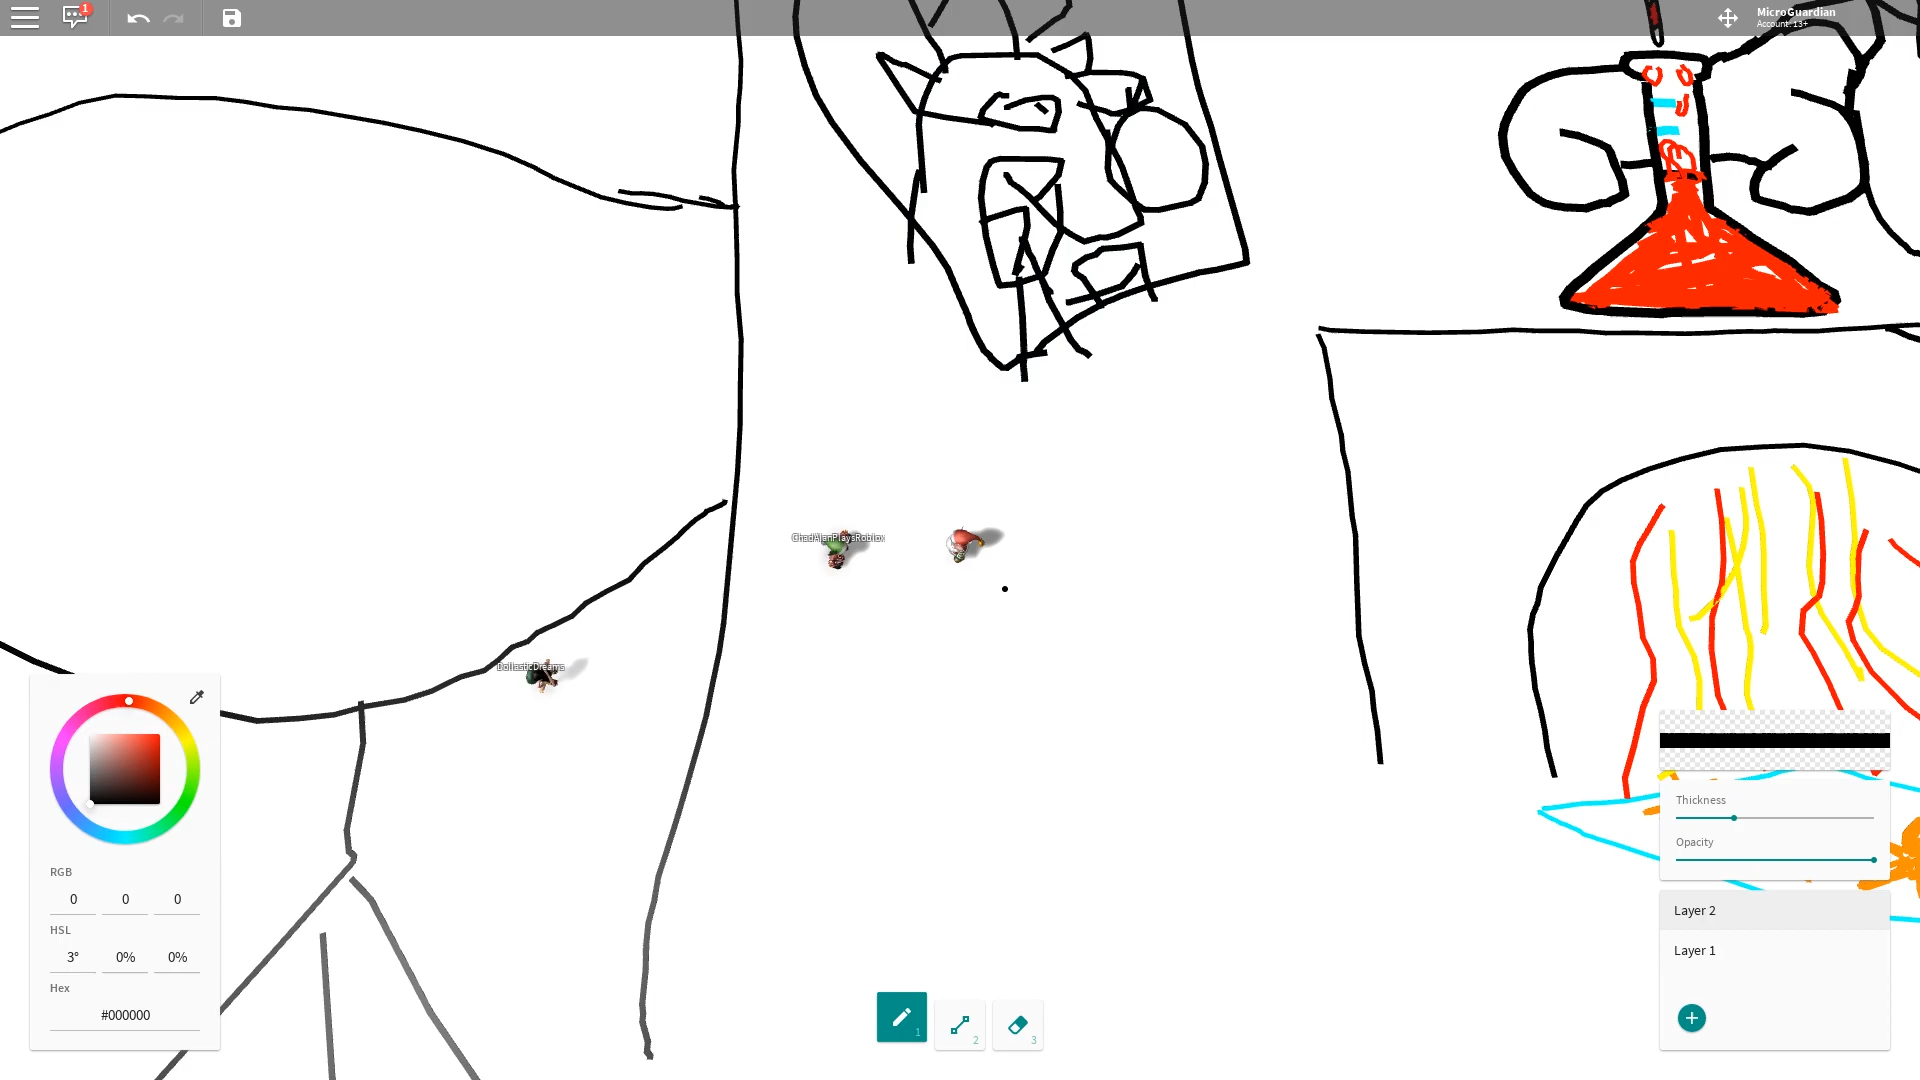 1
MicroGuardian
Account: 13+
ChadAlanPlaysRoblox
DollasticDreams
RGB
0 0 0
HSL
3° 0% 0%
Hex
#000000
1
2
3
Thickness
Opacity
Layer 2
Layer 1